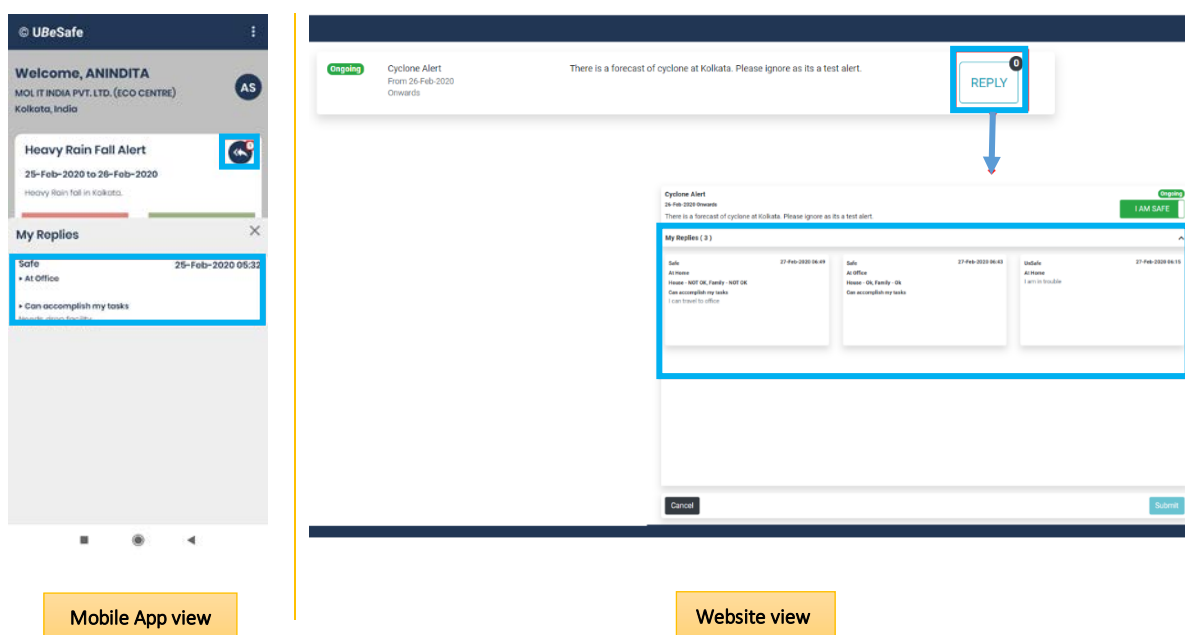 © UBeSafe
Welcome, ANINDITA
MOL IT INDIA PVT. LTD. (ECO CENTRE)
Kolkata, India
AS
Heavy Rain Fall Alert
25-Feb-2020 to 26-Feb-2020
Heavy Rain fall in Kolkata.
My Replies
Safe 25-Feb-2020 05:32
• At Office
• Can accomplish my tasks
Needs drop facility
Mobile App view
Ongoing
Cyclone Alert
From 26-Feb-2020
Onwards
There is a forecast of cyclone at Kolkata. Please ignore as its a test alert.
REPLY
0
Cyclone Alert
26-Feb-2020 Onwards
There is a forecast of cyclone at Kolkata. Please ignore as its a test alert.
Ongoing
I AM SAFE
My Replies ( 3 )
Safe 27-Feb-2020 06:49
At Home
House - NOT OK, Family - NOT OK
Can accomplish my tasks
I can travel to office
Safe 27-Feb-2020 06:43
At Office
House - Ok, Family - Ok
Can accomplish my tasks
UnSafe 27-Feb-2020 06:15
At Home
I am in trouble
Cancel
Submit
Website view